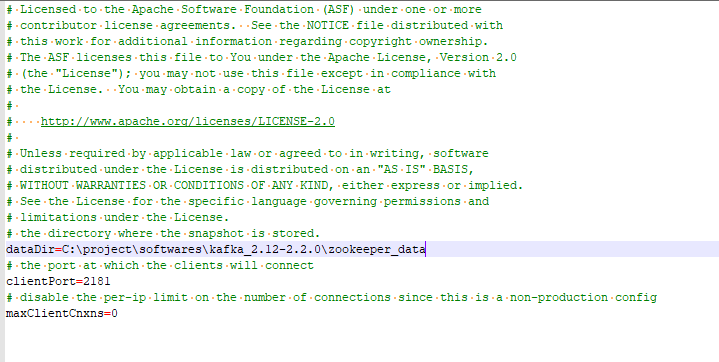 # Licensed to the Apache Software Foundation (ASF) under one or more
# contributor license agreements.  See the NOTICE file distributed with
# this work for additional information regarding copyright ownership.
# The ASF licenses this file to You under the Apache License, Version 2.0
# (the "License"); you may not use this file except in compliance with
# the License.  You may obtain a copy of the License at
#
#    http://www.apache.org/licenses/LICENSE-2.0
#
# Unless required by applicable law or agreed to in writing, software
# distributed under the License is distributed on an "AS IS" BASIS,
# WITHOUT WARRANTIES OR CONDITIONS OF ANY KIND, either express or implied.
# See the License for the specific language governing permissions and
# limitations under the License.
# the directory where the snapshot is stored.
dataDir=C:\project\softwares\kafka_2.12-2.2.0\zookeeper_data
# the port at which the clients will connect
clientPort=2181
# disable the per-ip limit on the number of connections since this is a non-production config
maxClientCnxns=0